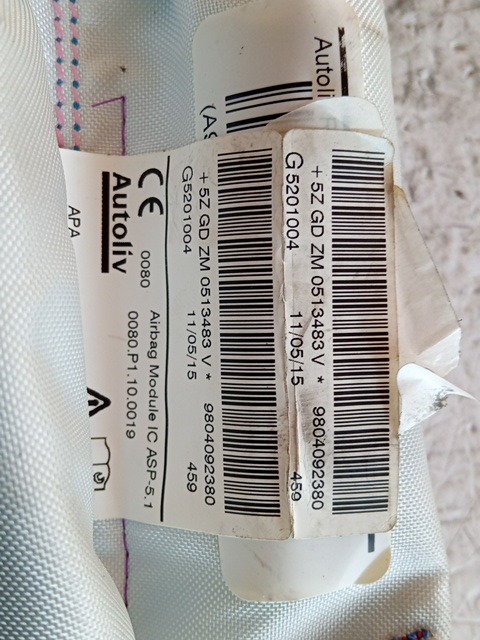 Autoliv
+ 5Z GD ZM 0513483 V * 9804092380
G5201004 11/05/15 459
+ 5Z GD ZM 0513483 V * 9804092380
G5201004 11/05/15 459
CE 0080 Airbag Module IC ASP-5.1
Autoliv 0080.P1.10.0019
APA